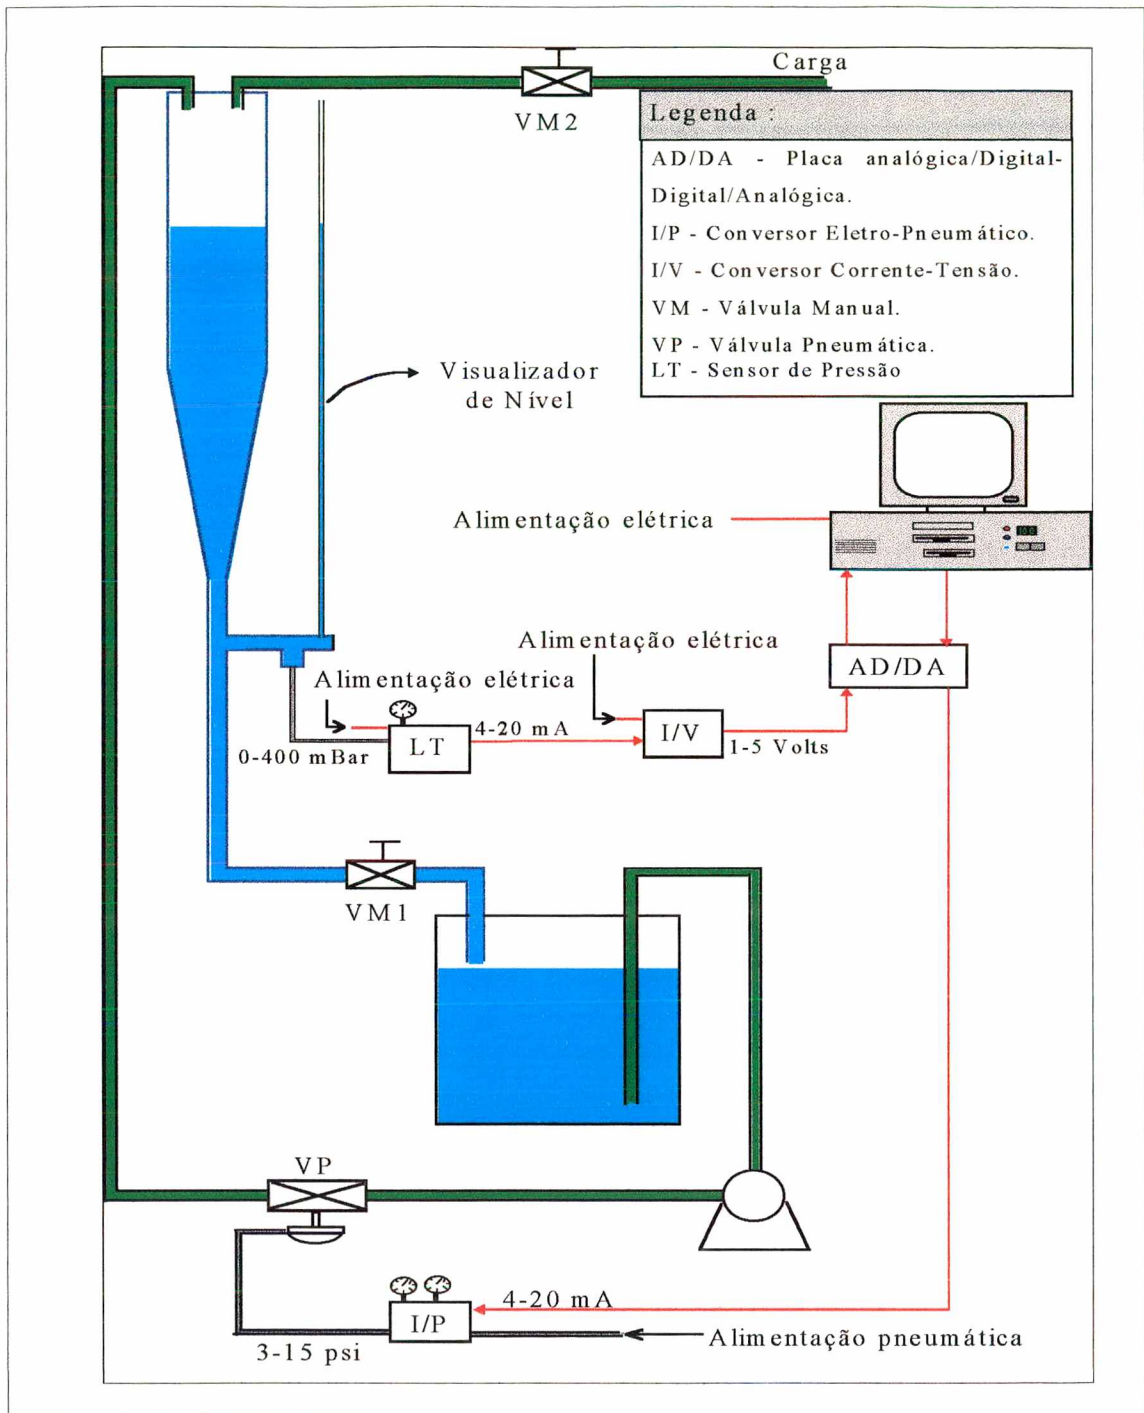 Carga
VM2
Legenda :
AD/DA - Placa analógica/Digital-
Digital/Analógica.
I/P - Conversor Eletro-Pneumático.
I/V - Conversor Corrente-Tensão.
VM - Válvula Manual.
VP - Válvula Pneumática.
LT - Sensor de Pressão
Visualizador
de Nível
Alimentação elétrica
Alimentação elétrica
AD/DA
Alimentação elétrica
LT
4-20 mA
I/V
1-5 Volts
0-400 mBar
VM1
VP
4-20 mA
I/P
3-15 psi
Alimentação pneumática